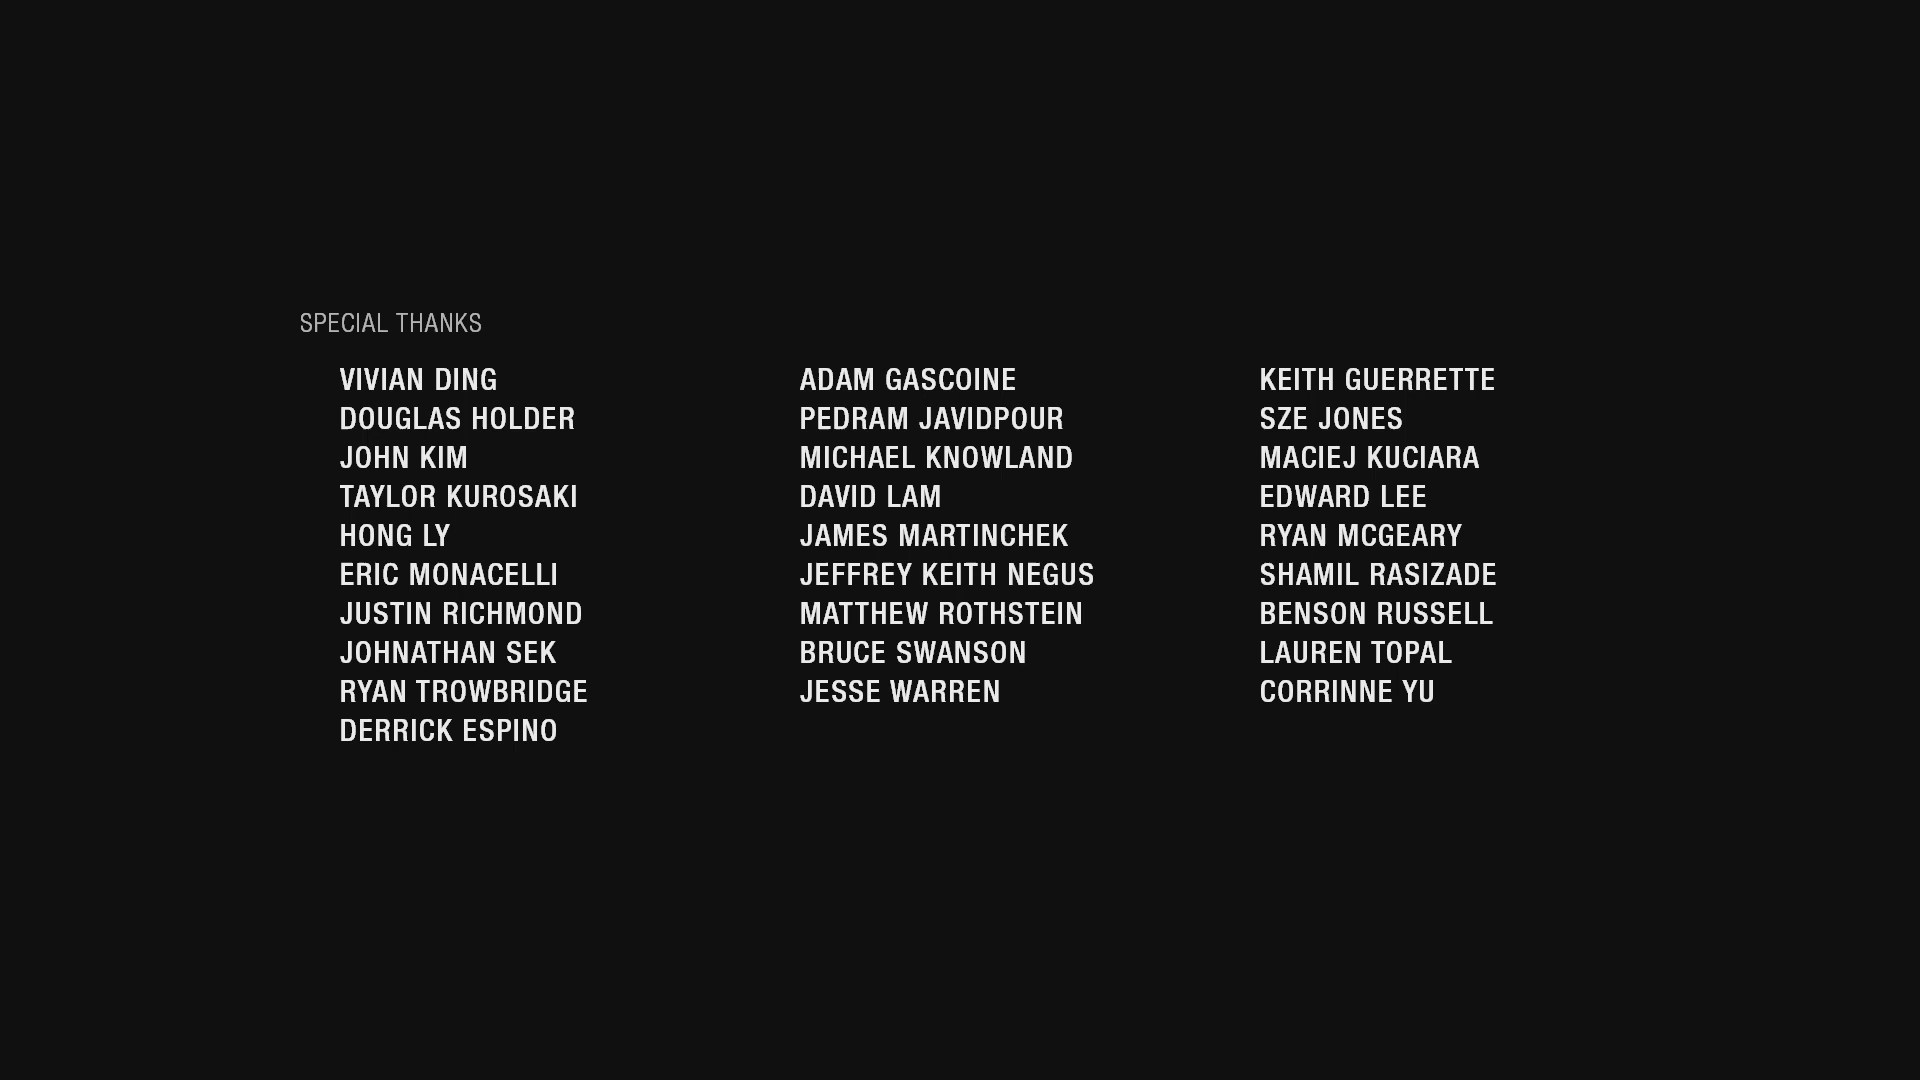 SPECIAL THANKS
VIVIAN DING
DOUGLAS HOLDER
JOHN KIM
TAYLOR KUROSAKI
HONG LY
ERIC MONACELLI
JUSTIN RICHMOND
JOHNATHAN SEK
RYAN TROWBRIDGE
DERRICK ESPINO
ADAM GASCOINE
PEDRAM JAVIDPOUR
MICHAEL KNOWLAND
DAVID LAM
JAMES MARTINCHEK
JEFFREY KEITH NEGUS
MATTHEW ROTHSTEIN
BRUCE SWANSON
JESSE WARREN
KEITH GUERRETTE
SZE JONES
MACIEJ KUCIARA
EDWARD LEE
RYAN MCGEARY
SHAMIL RASIZADE
BENSON RUSSELL
LAUREN TOPAL
CORRINNE YU